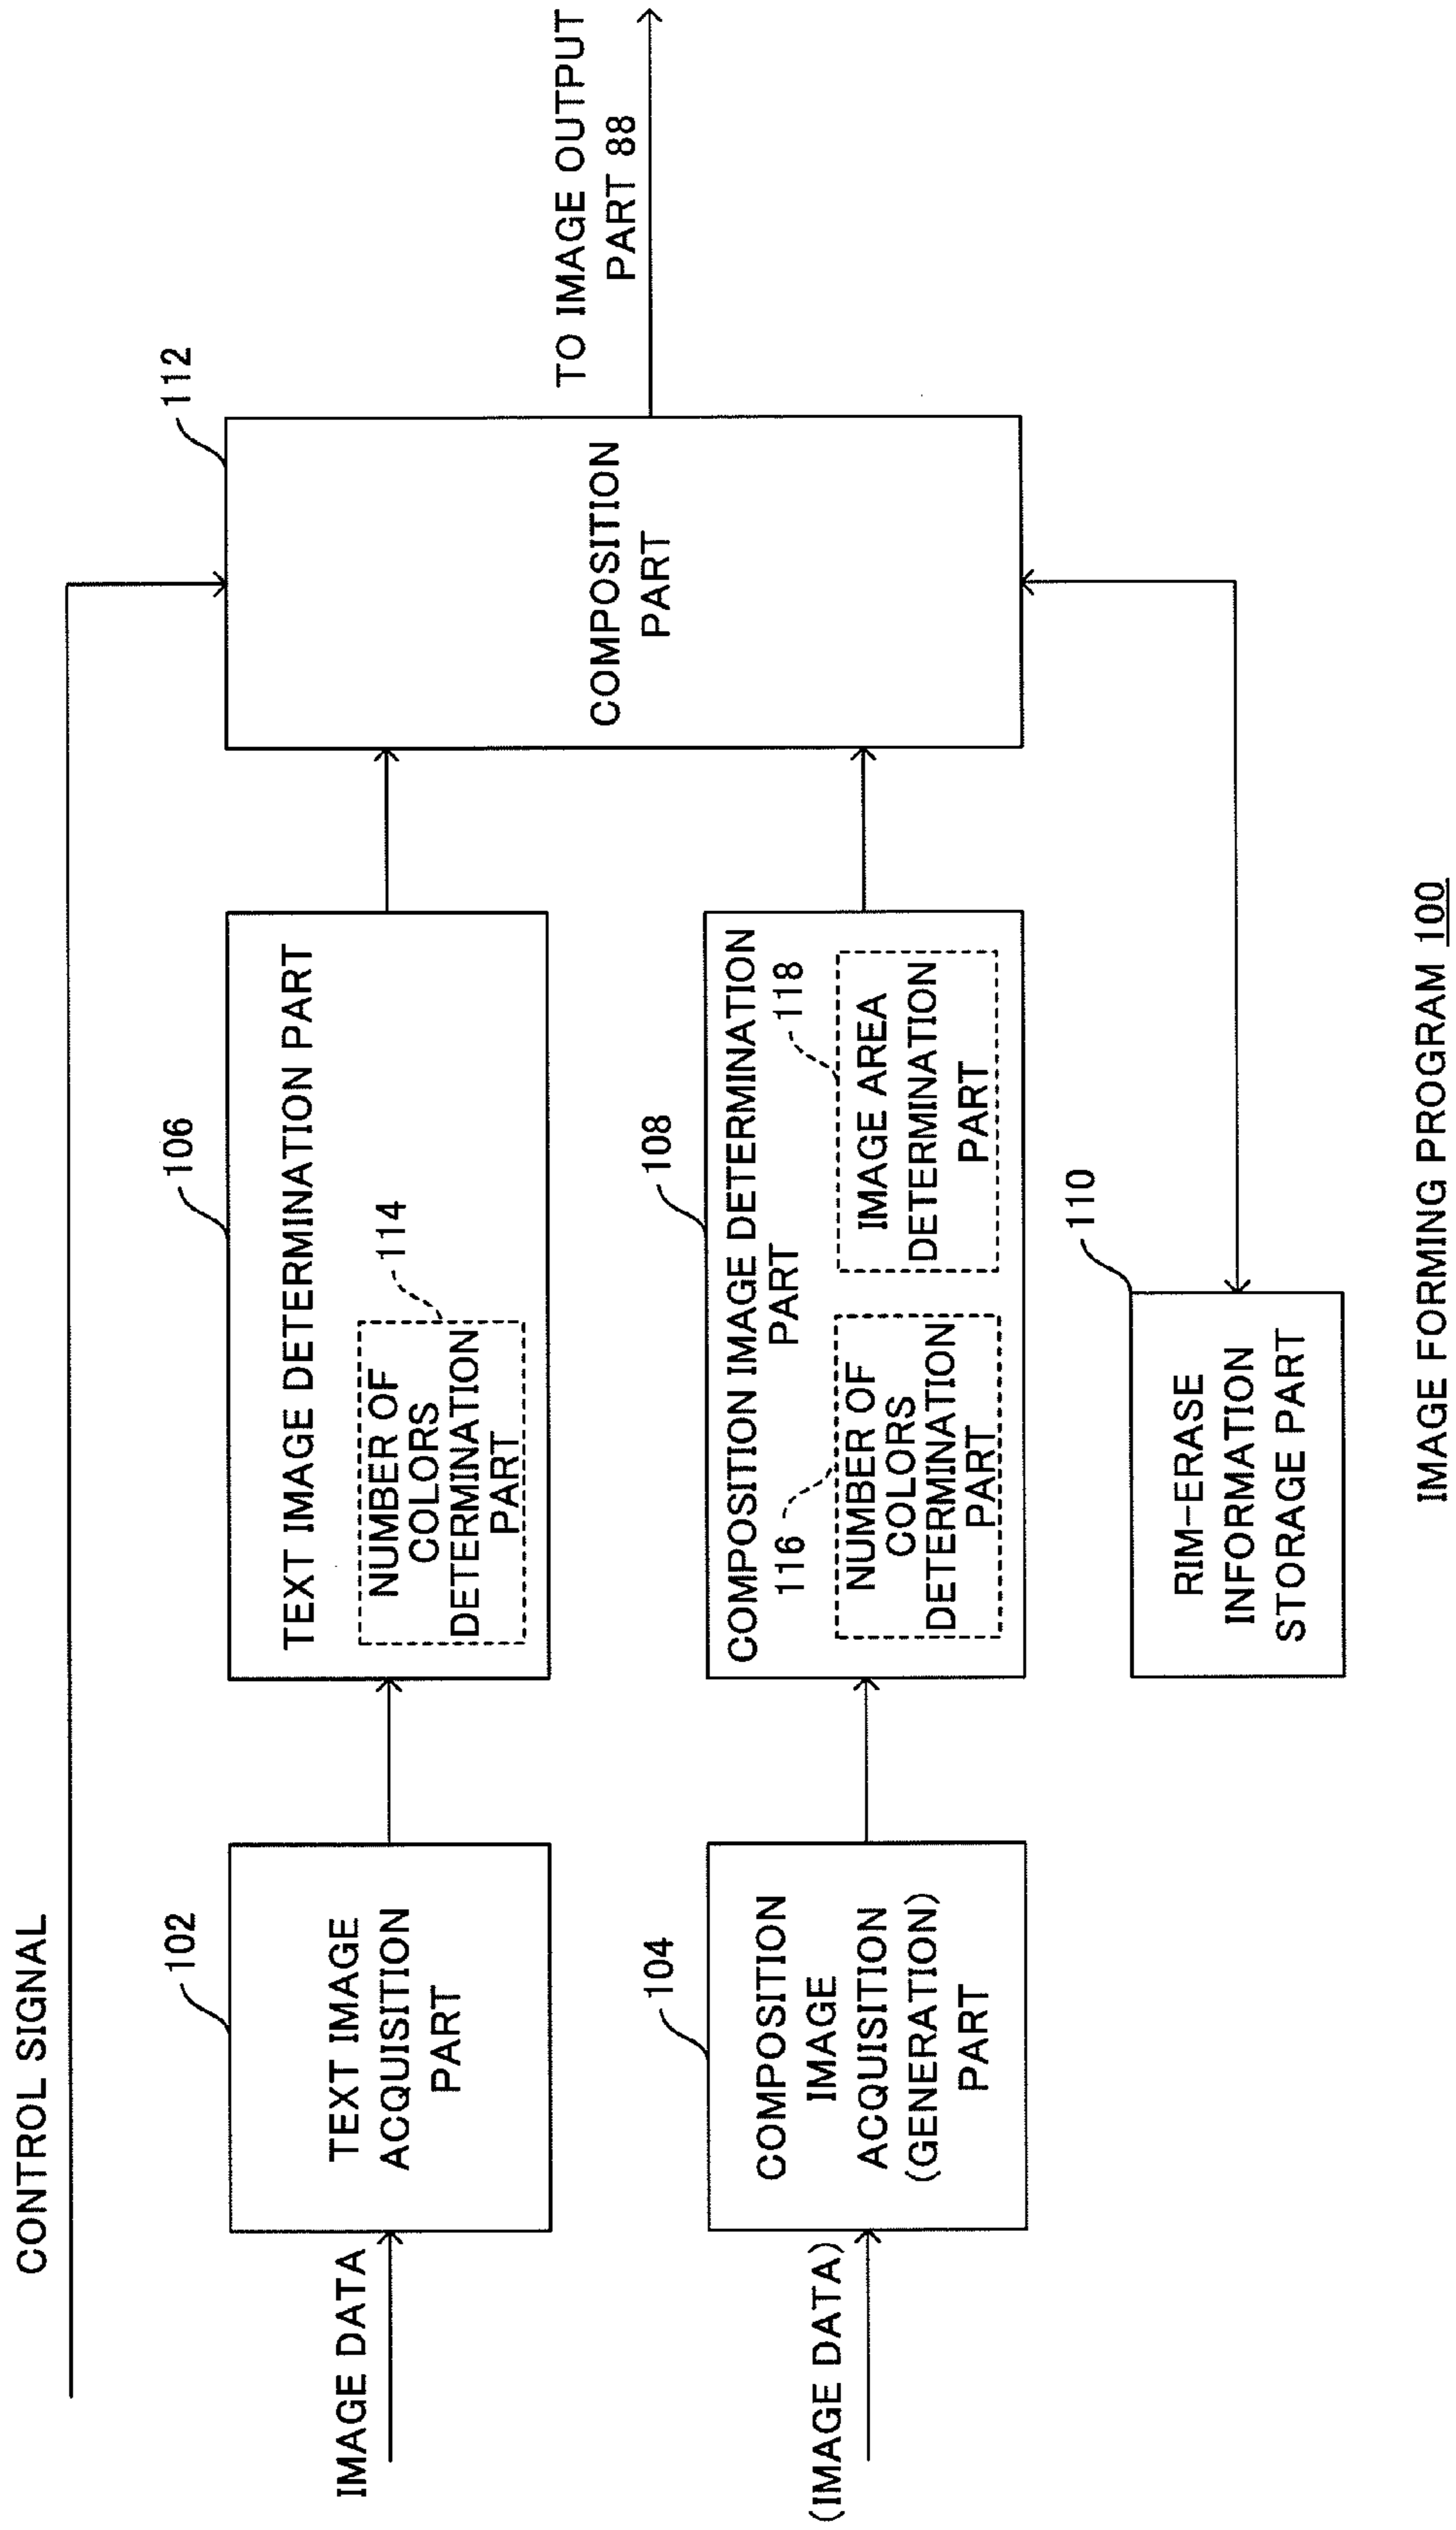 CONTROL SIGNAL
IMAGE DATA
102
TEXT IMAGE
ACQUISITION
PART
106
TEXT IMAGE DETERMINATION PART
114
NUMBER OF
COLORS
DETERMINATION
PART
(IMAGE DATA)
104
COMPOSITION
IMAGE
ACQUISITION
(GENERATION)
PART
108
COMPOSITION IMAGE DETERMINATION
PART
116
NUMBER OF
COLORS
DETERMINATION
PART
118
IMAGE AREA
DETERMINATION
PART
110
RIM-ERASE
INFORMATION
STORAGE PART
112
COMPOSITION
PART
TO IMAGE OUTPUT
PART 88
IMAGE FORMING PROGRAM 100